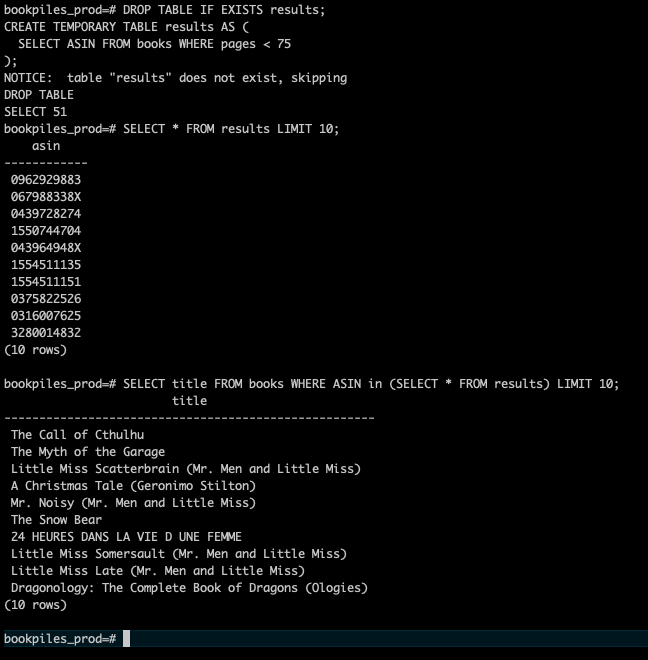 bookpiles_prod=# DROP TABLE IF EXISTS results;
CREATE TEMPORARY TABLE results AS (
  SELECT ASIN FROM books WHERE pages < 75
);
NOTICE:  table "results" does not exist, skipping
DROP TABLE
SELECT 51
bookpiles_prod=# SELECT * FROM results LIMIT 10;
    asin
------------
 0962929883
 067988338X
 0439728274
 1550744704
 043964948X
 1554511135
 1554511151
 0375822526
 0316007625
 3280014832
(10 rows)

bookpiles_prod=# SELECT title FROM books WHERE ASIN in (SELECT * FROM results) LIMIT 10;
                        title
-----------------------------------------------------
 The Call of Cthulhu
 The Myth of the Garage
 Little Miss Scatterbrain (Mr. Men and Little Miss)
 A Christmas Tale (Geronimo Stilton)
 Mr. Noisy (Mr. Men and Little Miss)
 The Snow Bear
 24 HEURES DANS LA VIE D UNE FEMME
 Little Miss Somersault (Mr. Men and Little Miss)
 Little Miss Late (Mr. Men and Little Miss)
 Dragonology: The Complete Book of Dragons (Ologies)
(10 rows)

bookpiles_prod=#